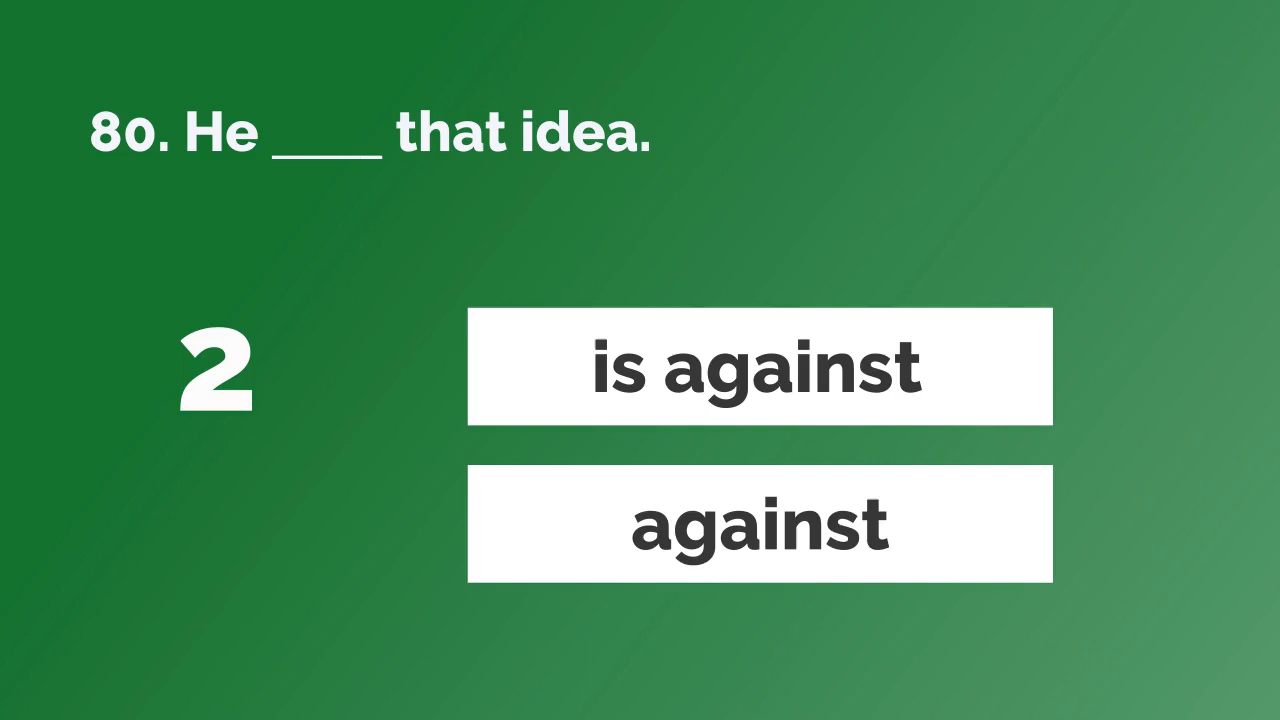 80. He ____ that idea.
2
is against
against